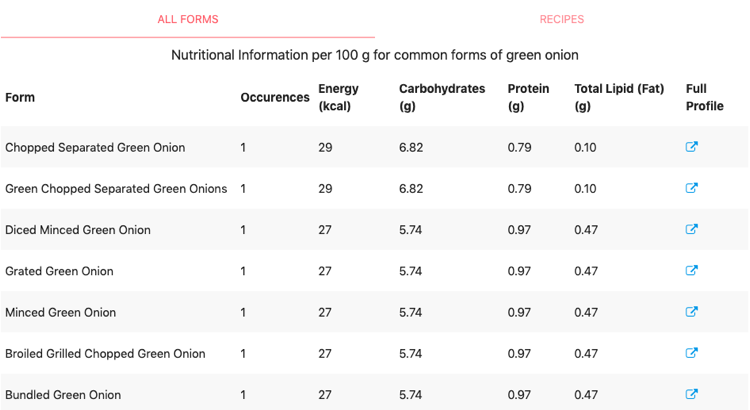 ALL FORMS RECIPES
Nutritional Information per 100 g for common forms of green onion
Form Occurences Energy (kcal) Carbohydrates (g) Protein (g) Total Lipid (Fat) (g) Full Profile
Chopped Separated Green Onion 1 29 6.82 0.79 0.10
Green Chopped Separated Green Onions 1 29 6.82 0.79 0.10
Diced Minced Green Onion 1 27 5.74 0.97 0.47
Grated Green Onion 1 27 5.74 0.97 0.47
Minced Green Onion 1 27 5.74 0.97 0.47
Broiled Grilled Chopped Green Onion 1 27 5.74 0.97 0.47
Bundled Green Onion 1 27 5.74 0.97 0.47